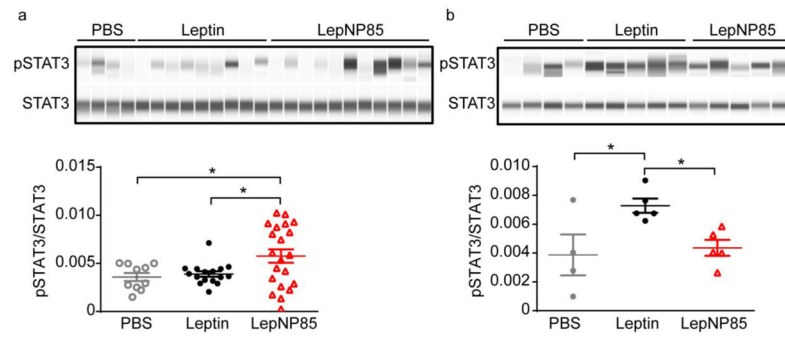 a
PBS Leptin LepNP85
pSTAT3
STAT3
*
*
0.015
0.010
0.005
0
pSTAT3/STAT3
PBS Leptin LepNP85
b
PBS Leptin LepNP85
pSTAT3
STAT3
* *
0.010
0.008
0.006
0.004
0.002
0.000
pSTAT3/STAT3
PBS Leptin LepNP85